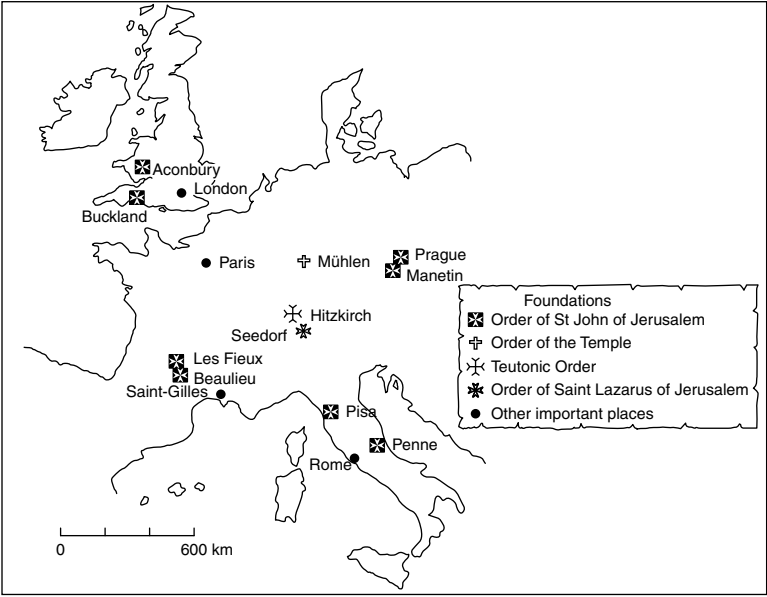 Aconbury
London
Buckland
Paris
Mühlen
Prague
Manetin
Hitzkirch
Seedorf
Les Fieux
Beaulieu
Saint-Gilles
Pisa
Penne
Rome
Foundations
Order of St John of Jerusalem
Order of the Temple
Teutonic Order
Order of Saint Lazarus of Jerusalem
Other important places
0 600 km